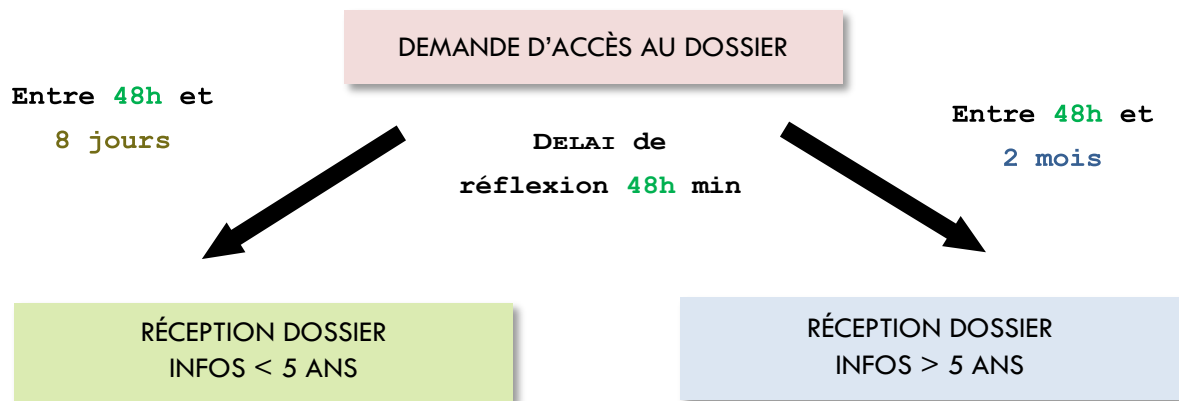 DEMANDE D'ACCÈS AU DOSSIER
Entre 48h et
8 jours
DELAI de
réflexion 48h min
Entre 48h et
2 mois
RÉCEPTION DOSSIER
INFOS < 5 ANS
RÉCEPTION DOSSIER
INFOS > 5 ANS